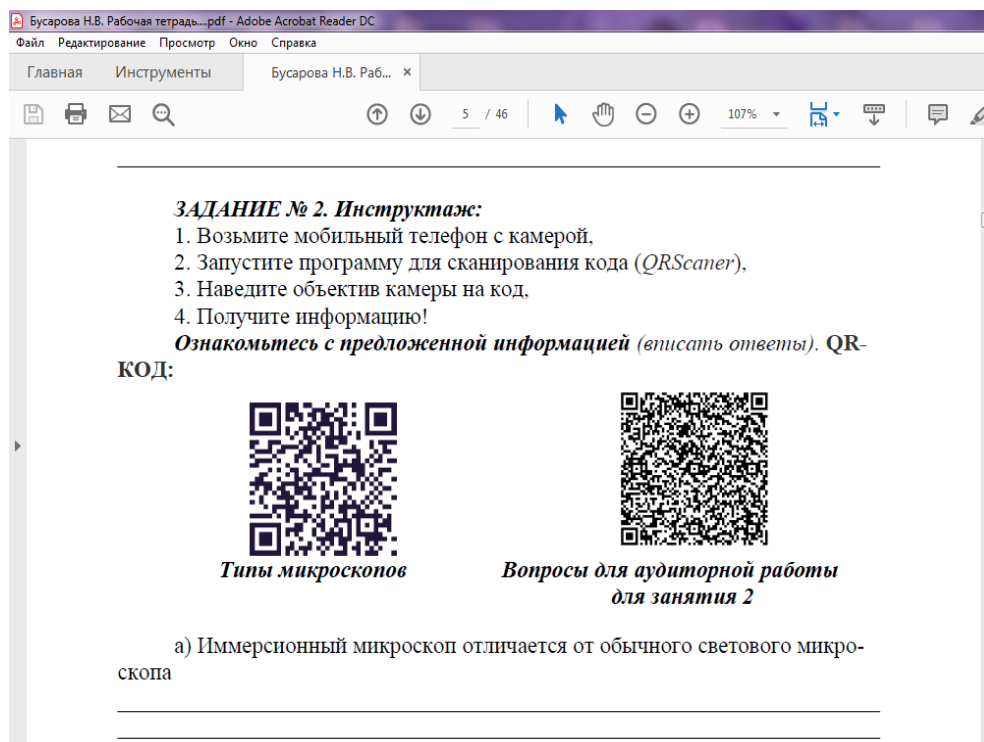 Бусарова Н.В. Рабочая тетрадь....pdf - Adobe Acrobat Reader DC
Файл Редактирование Просмотр Окно Справка
Главная Инструменты Бусарова Н.В. Раб... ×
5 / 46 107%
ЗАДАНИЕ № 2. Инструктаж:
1. Возьмите мобильный телефон с камерой,
2. Запустите программу для сканирования кода (QRScaner),
3. Наведите объектив камеры на код,
4. Получите информацию!
Ознакомьтесь с предложенной информацией (вписать ответы). QR-
КОД:
Типы микроскопов
Вопросы для аудиторной работы
для занятия 2
а) Иммерсионный микроскоп отличается от обычного светового микро-
скопа